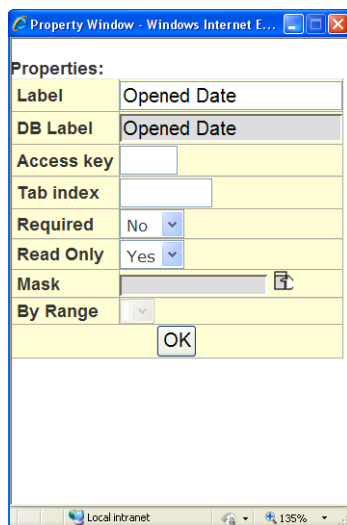 Property Window - Windows Internet E...
Properties:
Label Opened Date
DB Label Opened Date
Access key
Tab index
Required No
Read Only Yes
Mask
By Range
OK
Local intranet 135%